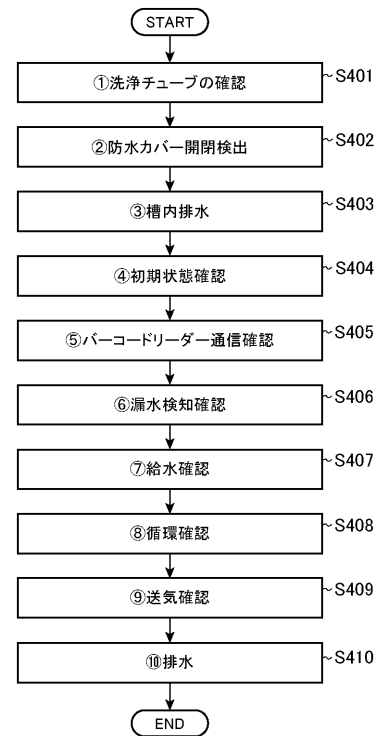 START
①洗浄チューブの確認
S401
②防水カバー開閉検出
S402
③槽内排水
S403
④初期状態確認
S404
⑤バーコードリーダー通信確認
S405
⑥漏水検知確認
S406
⑦給水確認
S407
⑧循環確認
S408
⑨送気確認
S409
⑩排水
S410
END